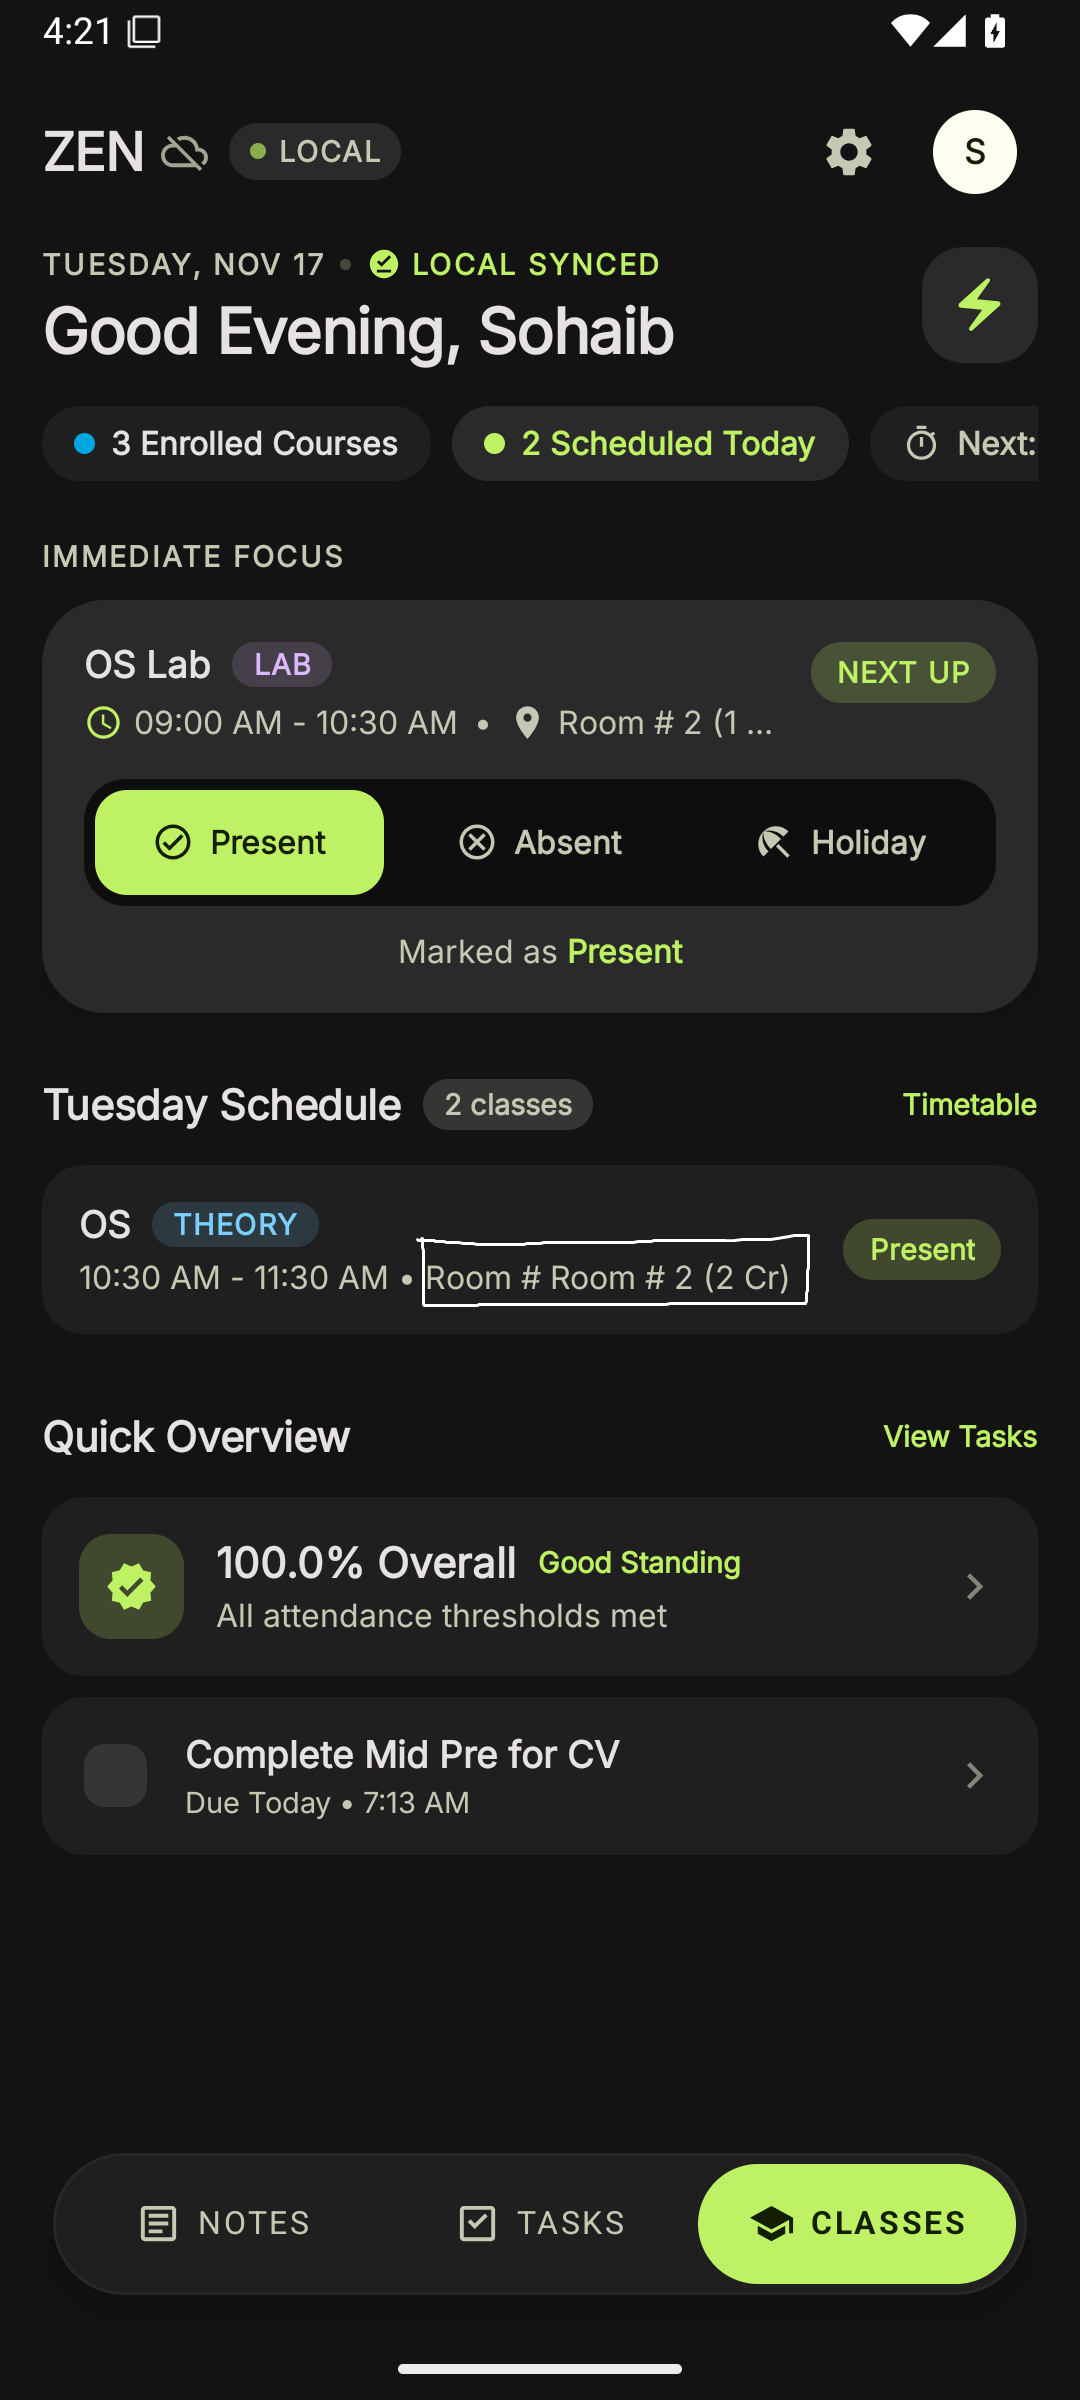 4:21
ZEN LOCAL S
TUESDAY, NOV 17 • LOCAL SYNCED
Good Evening, Sohaib
3 Enrolled Courses 2 Scheduled Today Next:
IMMEDIATE FOCUS
OS Lab LAB NEXT UP
09:00 AM - 10:30 AM • Room # 2 (1 ...
Present Absent Holiday
Marked as Present
Tuesday Schedule 2 classes Timetable
OS THEORY Present
10:30 AM - 11:30 AM • Room # Room # 2 (2 Cr)
Quick Overview View Tasks
100.0% Overall Good Standing
All attendance thresholds met
Complete Mid Pre for CV
Due Today • 7:13 AM
NOTES TASKS CLASSES